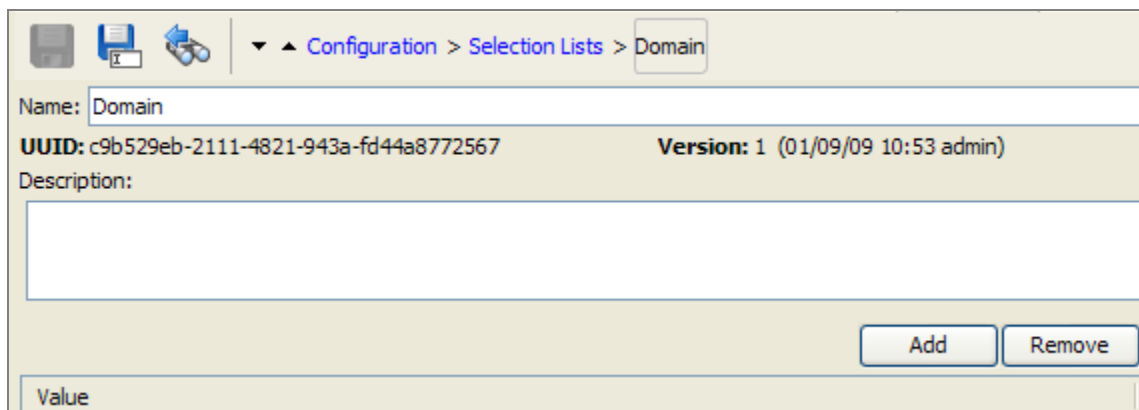 Configuration > Selection Lists > Domain
Name: Domain
UUID: c9b529eb-2111-4821-943a-fd44a8772567 Version: 1 (01/09/09 10:53 admin)
Description:
Add Remove
Value